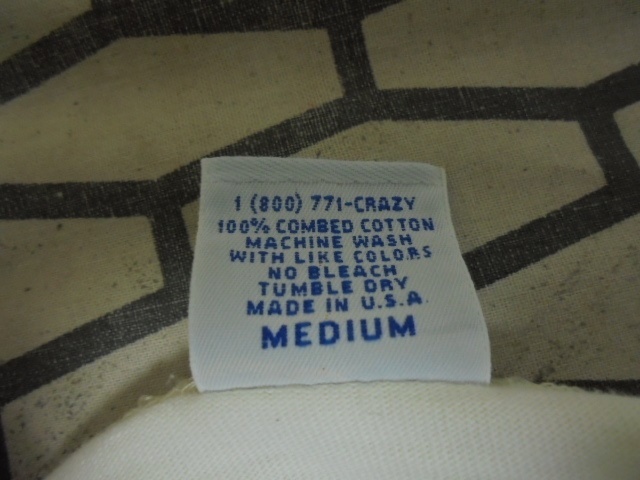 1 (800) 771-CRAZY
100% COMBED COTTON
MACHINE WASH
WITH LIKE COLORS
NO BLEACH
TUMBLE DRY
MADE IN U.S.A.
MEDIUM